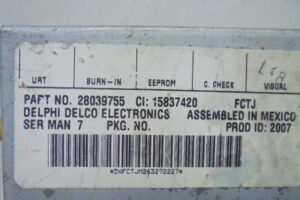 URT BURN-IN EEPROM C. CHECK VISUAL
PART NO. 28039755 CI: 15837420 FCTJ
DELPHI DELCO ELECTRONICS ASSEMBLED IN MEXICO
SER MAN 7 PKG. NO. PROD ID: 2007
*DXFCTJM263272227*